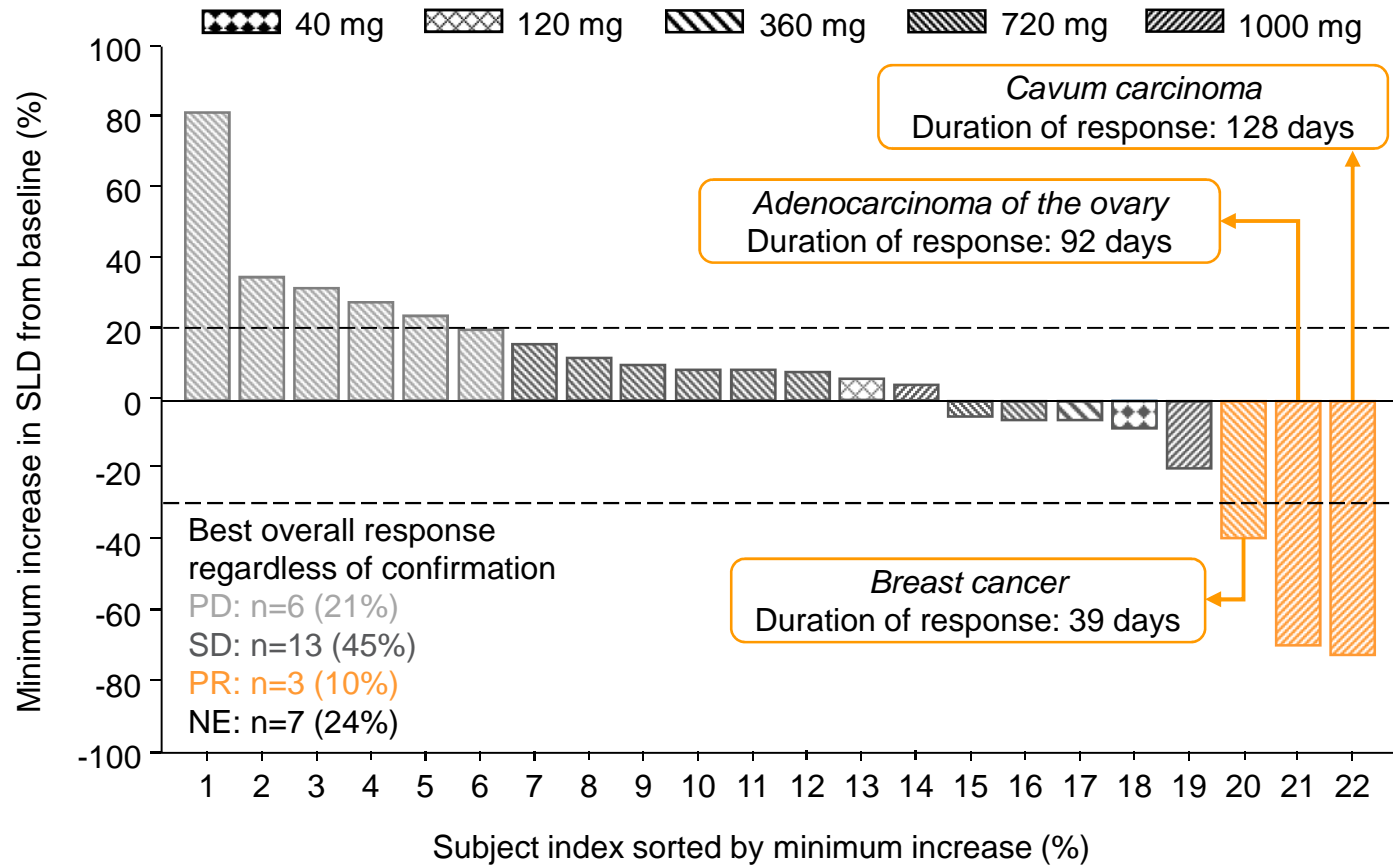 40 mg 120 mg 360 mg 720 mg 1000 mg
Minimum increase in SLD from baseline (%)
100
80
60
40
20
0
-20
-40
-60
-80
-100
Cavum carcinoma
Duration of response: 128 days
Adenocarcinoma of the ovary
Duration of response: 92 days
Breast cancer
Duration of response: 39 days
Best overall response
regardless of confirmation
PD: n=6 (21%)
SD: n=13 (45%)
PR: n=3 (10%)
NE: n=7 (24%)
1 2 3 4 5 6 7 8 9 10 11 12 13 14 15 16 17 18 19 20 21 22
Subject index sorted by minimum increase (%)